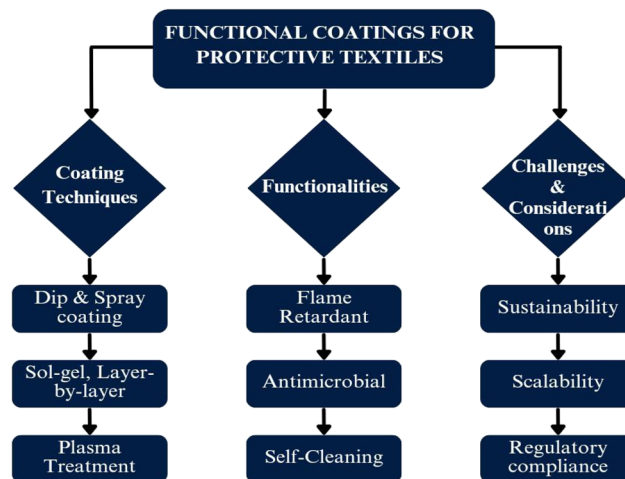 FUNCTIONAL COATINGS FOR
PROTECTIVE TEXTILES
Coating
Techniques
Functionalities
Challenges
&
Considerati
ons
Dip & Spray
coating
Flame
Retardant
Sustainability
Sol-gel, Layer-
by-layer
Antimicrobial
Scalability
Plasma
Treatment
Self-Cleaning
Regulatory
compliance